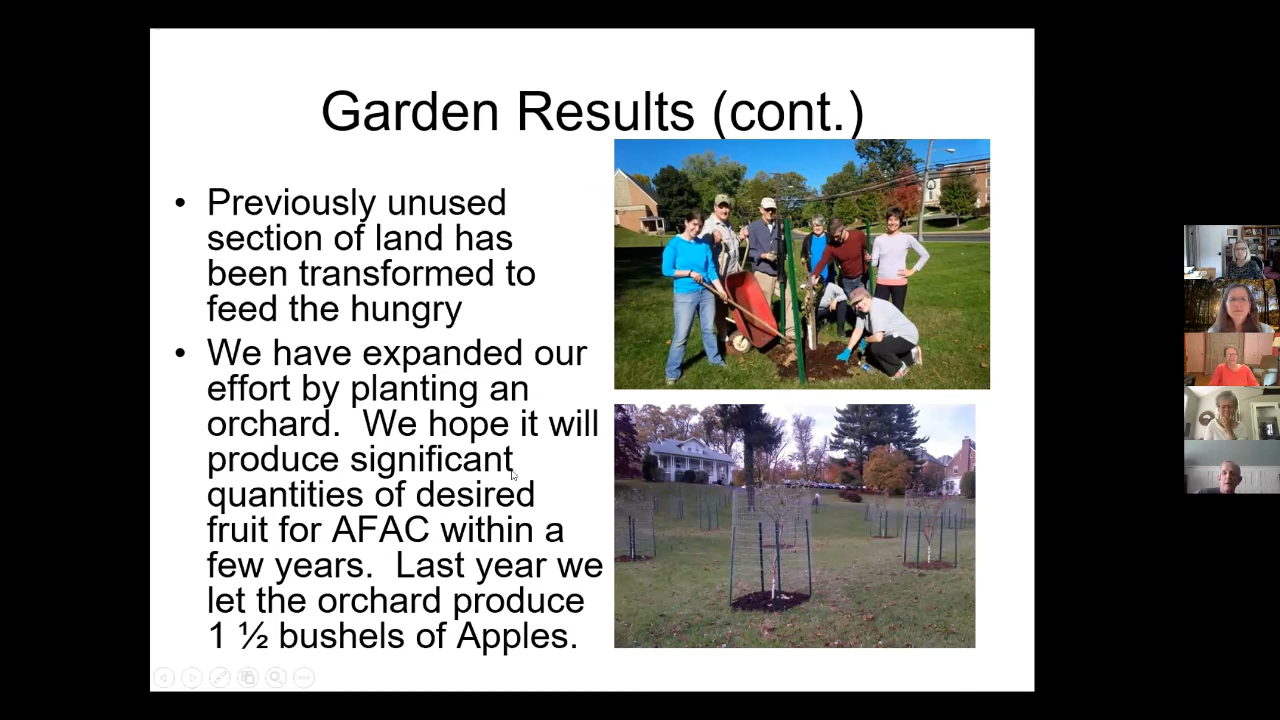 Garden Results (cont.)
• Previously unused
section of land has
been transformed to
feed the hungry
• We have expanded our
effort by planting an
orchard.  We hope it will
produce significant
quantities of desired
fruit for AFAC within a
few years.  Last year we
let the orchard produce
1 ½ bushels of Apples.